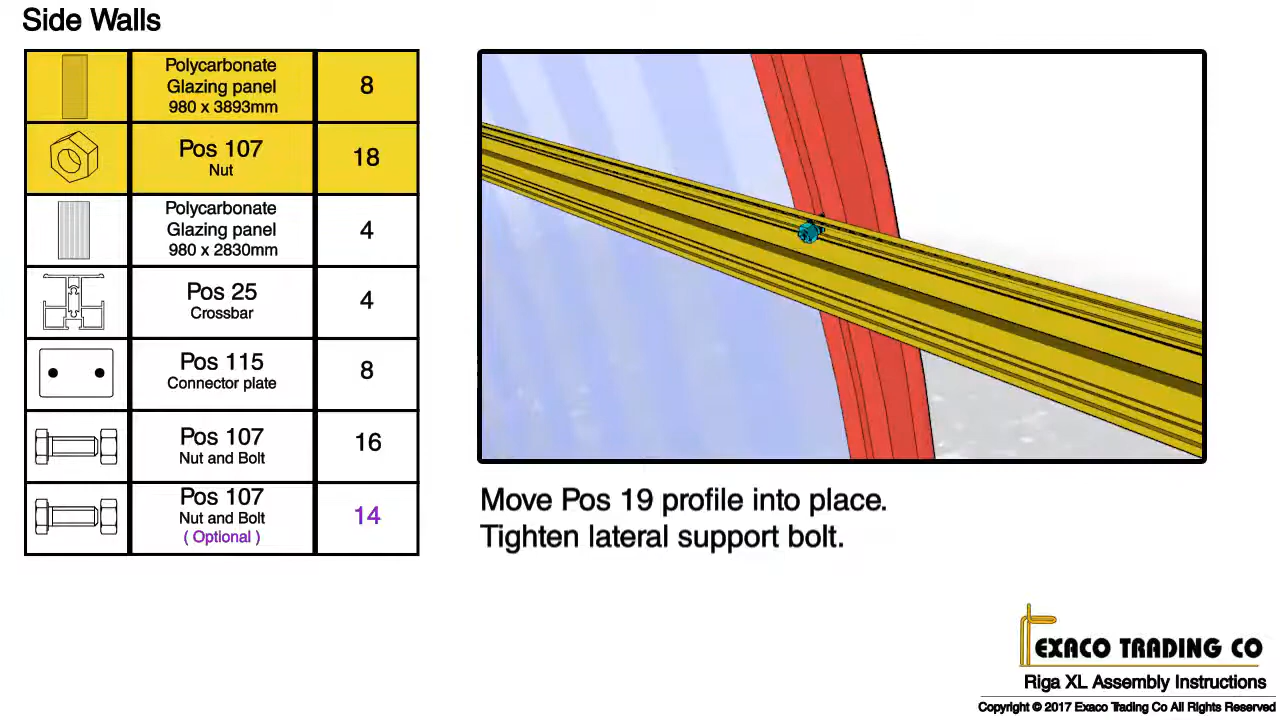 Side Walls
Polycarbonate
Glazing panel
980 x 3893mm
8
Pos 107
Nut
18
Polycarbonate
Glazing panel
980 x 2830mm
4
Pos 25
Crossbar
4
Pos 115
Connector plate
8
Pos 107
Nut and Bolt
16
Pos 107
Nut and Bolt
( Optional )
14
Move Pos 19 profile into place.
Tighten lateral support bolt.
EXACO TRADING CO
Riga XL Assembly Instructions
Copyright © 2017 Exaco Trading Co All Rights Reserved